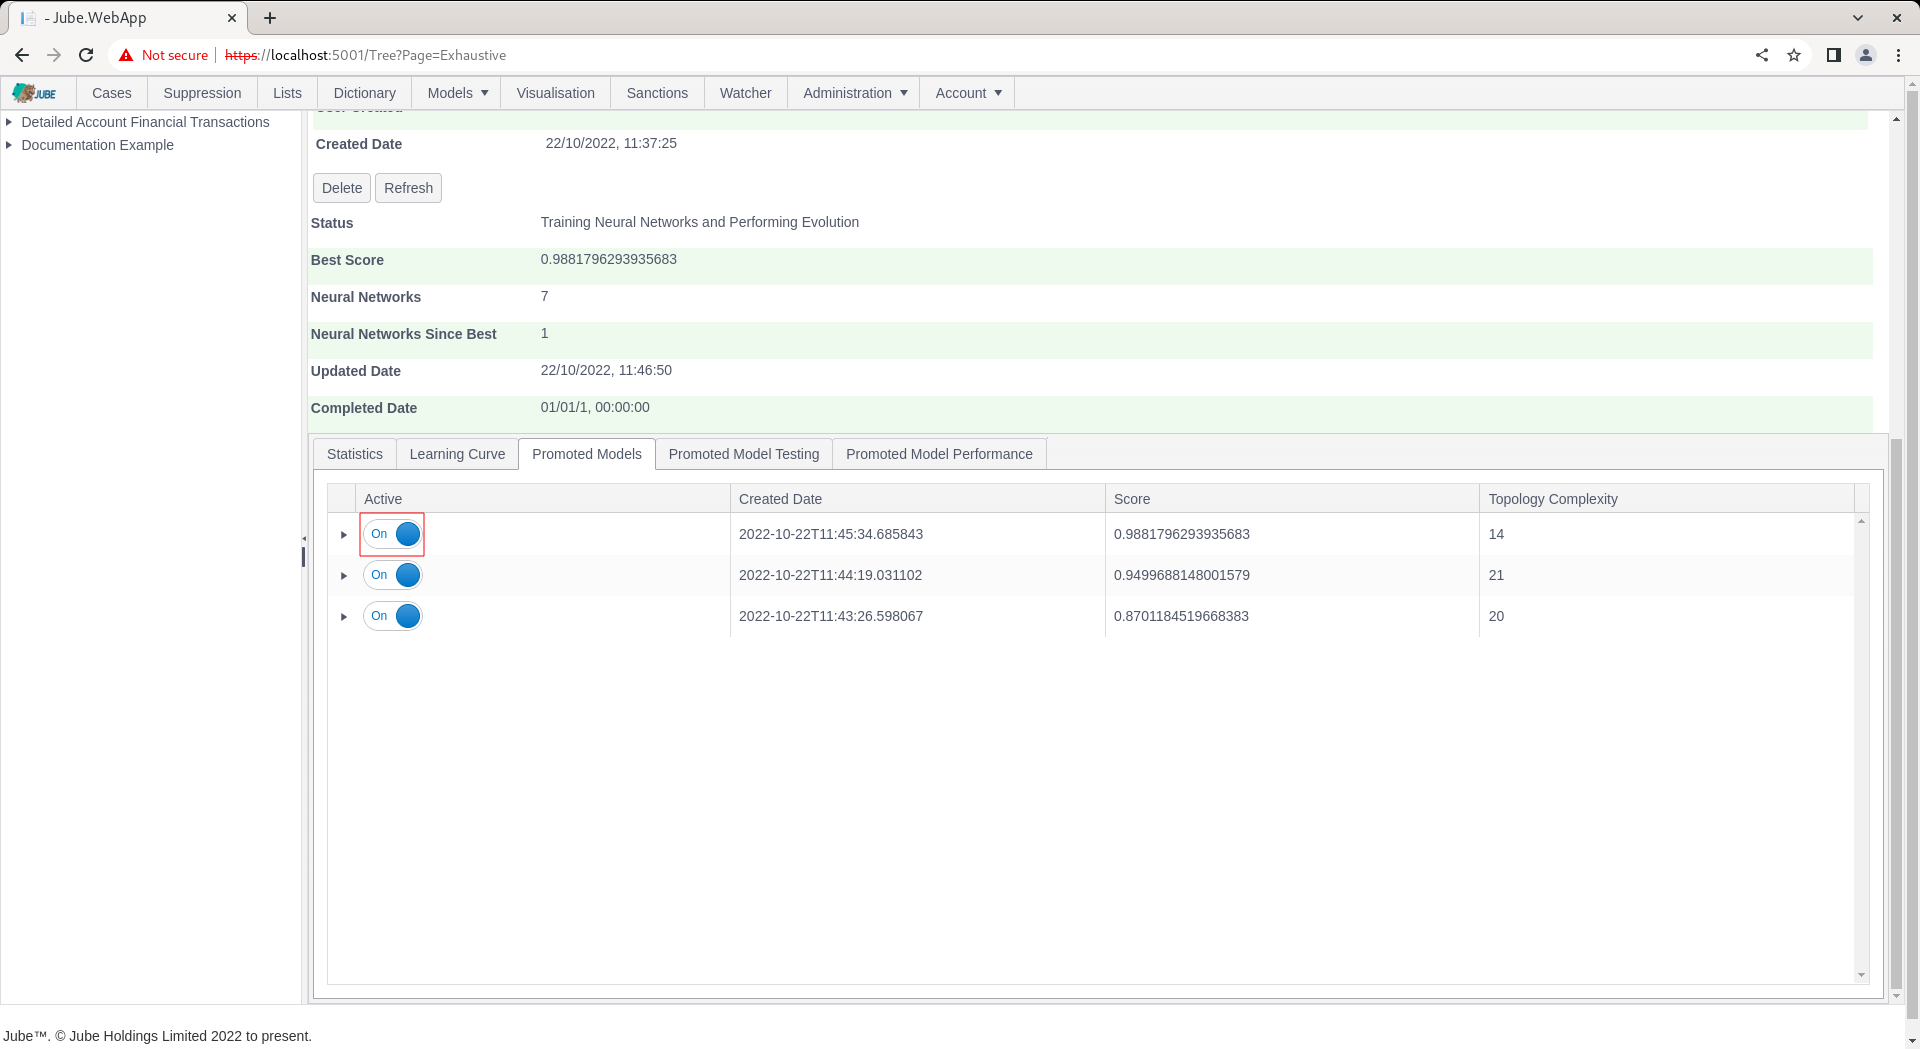 - Jube.WebApp
Not secure https://localhost:5001/Tree?Page=Exhaustive
JUBE Cases Suppression Lists Dictionary Models Visualisation Sanctions Watcher Administration Account
Detailed Account Financial Transactions
Documentation Example
Created Date 22/10/2022, 11:37:25
Delete Refresh
Status Training Neural Networks and Performing Evolution
Best Score 0.9881796293935683
Neural Networks 7
Neural Networks Since Best 1
Updated Date 22/10/2022, 11:46:50
Completed Date 01/01/1, 00:00:00
Statistics Learning Curve Promoted Models Promoted Model Testing Promoted Model Performance
Active Created Date Score Topology Complexity
On 2022-10-22T11:45:34.685843 0.9881796293935683 14
On 2022-10-22T11:44:19.031102 0.9499688148001579 21
On 2022-10-22T11:43:26.598067 0.8701184519668383 20
Jube™. © Jube Holdings Limited 2022 to present.